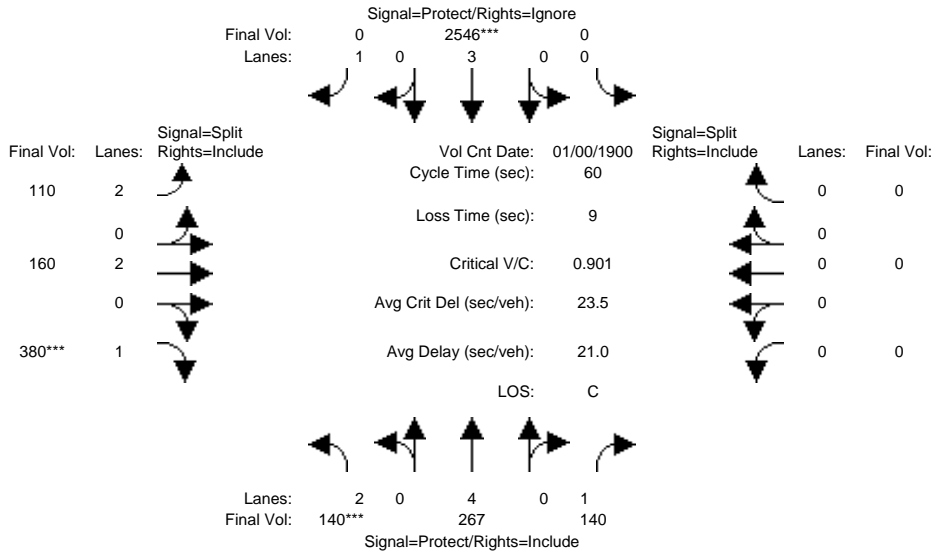 Signal=Protect/Rights=Ignore
Final Vol: 0 2546*** 0
Lanes: 1 0 3 0 0
Signal=Split Signal=Split
Final Vol: Lanes: Rights=Include Vol Cnt Date: 01/00/1900 Rights=Include Lanes: Final Vol:
Cycle Time (sec): 60
110 2 0 0
Loss Time (sec): 9
0 0
160 2 Critical V/C: 0.901 0 0
0 Avg Crit Del (sec/veh): 23.5 0
380*** 1 Avg Delay (sec/veh): 21.0 0 0
LOS: C
Lanes: 2 0 4 0 1
Final Vol: 140*** 267 140
Signal=Protect/Rights=Include